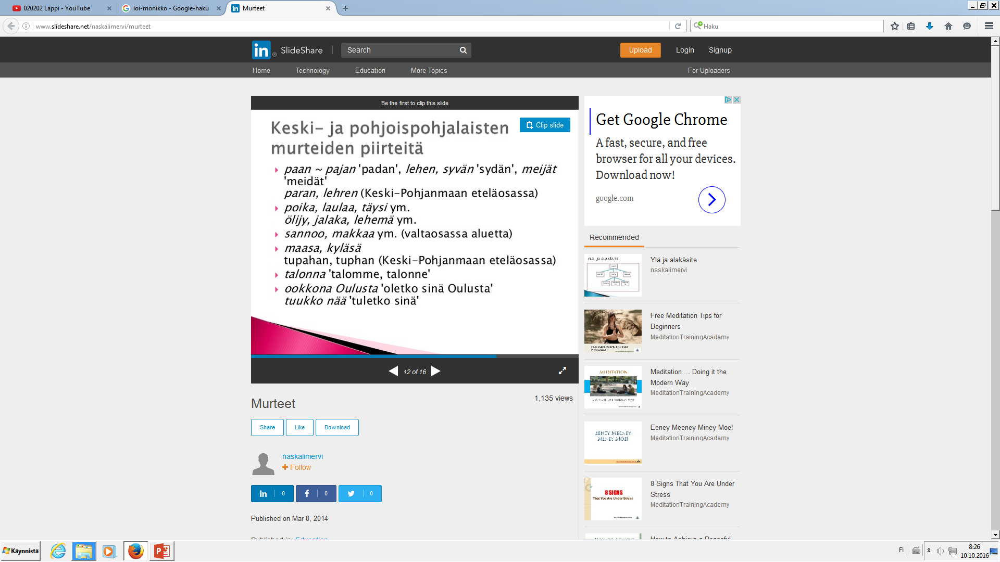 020202 Lappi - YouTube
loi-monikko - Google-haku
Murteet
www.slideshare.net/naskalimervi/murteet
Haku
in ® SlideShare
Search
Upload
Login
Signup
Home
Technology
Education
More Topics
For Uploaders
Be the first to clip this slide
Clip slide
Keski- ja pohjoispohjalaisten
murteiden piirteitä
paan ~ pajan 'padan', lehen, syvän 'sydän', meijät
'meidät'
paran, lehren (Keski-Pohjanmaan eteläosassa)
poika, laulaa, täysi ym.
ölijy, jalaka, lehemä ym.
sannoo, makkaa ym. (valtaosassa aluetta)
maasa, kyläsä
tupahan, tuphan (Keski-Pohjanmaan eteläosassa)
talonna 'talomme, talonne'
ookkona Oulusta 'oletko sinä Oulusta'
tuukko nää 'tuletko sinä'
12 of 16
Murteet
1,135 views
Share
Like
Download
naskalimervi
Follow
in 0
f 0
0
Published on Mar 8, 2014
Published in: Education
Get Google Chrome
A fast, secure, and free
browser for all your devices.
Download now!
google.com
Recommended
YLÄ- JA ALAKÄSITE
Ylä ja alakäsite
naskalimervi
Free Meditation Tips for
Beginners
MeditationTrainingAcademy
MEDITATION
DOING IT THE MODERN WAY
Meditation ... Doing it the
Modern Way
MeditationTrainingAcademy
EENEY MEENEY
MINEY MOE!
Eeney Meeney Miney Moe!
MeditationTrainingAcademy
8 SIGNS
That You Are Under Stress
8 Signs That You Are Under
Stress
MeditationTrainingAcademy
How to Achieve a Peaceful
Käynnistä
FI
8:26
10.10.2016